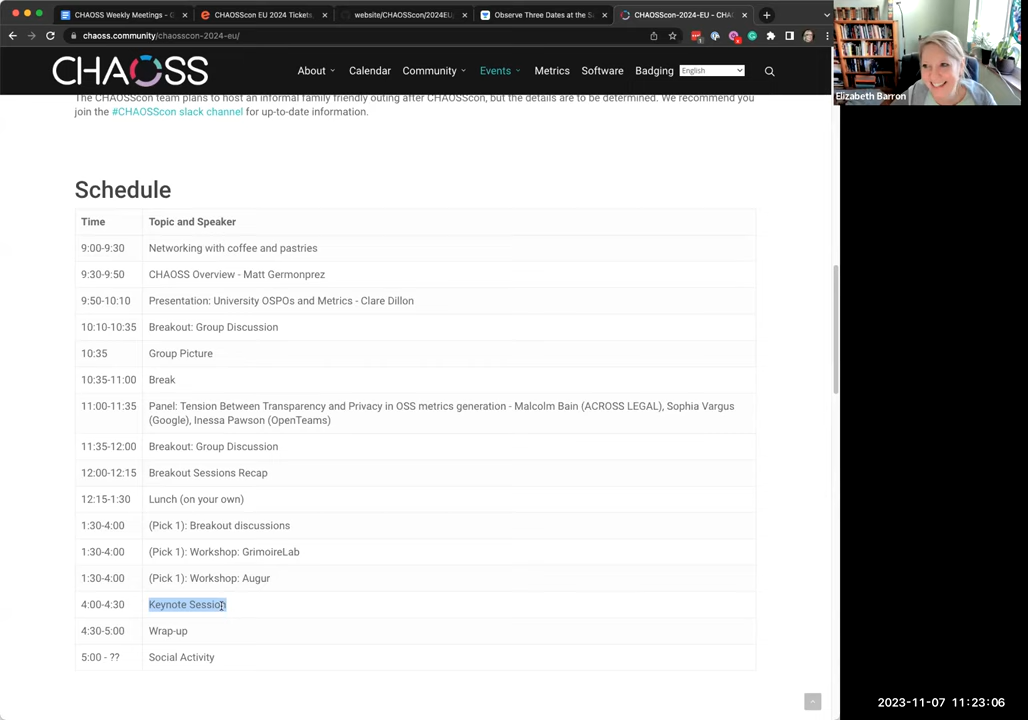 CHAOSS Weekly Meetings - G
CHAOSScon EU 2024 Tickets
website/CHAOSScon/2024EU
Observe Three Dates at the S
CHAOSScon-2024-EU - CHA
chaoss.community/chaosscon-2024-eu/
CHAOSS
About
Calendar
Community
Events
Metrics
Software
Badging
English
Elizabeth Barron
The CHAOSScon team plans to host an informal family friendly outing after CHAOSScon, but the details are to be determined. We recommend you
join the #CHAOSScon slack channel for up-to-date information.
Schedule
Time Topic and Speaker
9:00-9:30 Networking with coffee and pastries
9:30-9:50 CHAOSS Overview - Matt Germonprez
9:50-10:10 Presentation: University OSPOs and Metrics - Clare Dillon
10:10-10:35 Breakout: Group Discussion
10:35 Group Picture
10:35-11:00 Break
11:00-11:35 Panel: Tension Between Transparency and Privacy in OSS metrics generation - Malcolm Bain (ACROSS LEGAL), Sophia Vargus
(Google), Inessa Pawson (OpenTeams)
11:35-12:00 Breakout: Group Discussion
12:00-12:15 Breakout Sessions Recap
12:15-1:30 Lunch (on your own)
1:30-4:00 (Pick 1): Breakout discussions
1:30-4:00 (Pick 1): Workshop: GrimoireLab
1:30-4:00 (Pick 1): Workshop: Augur
4:00-4:30 Keynote Session
4:30-5:00 Wrap-up
5:00 - ?? Social Activity
2023-11-07 11:23:06